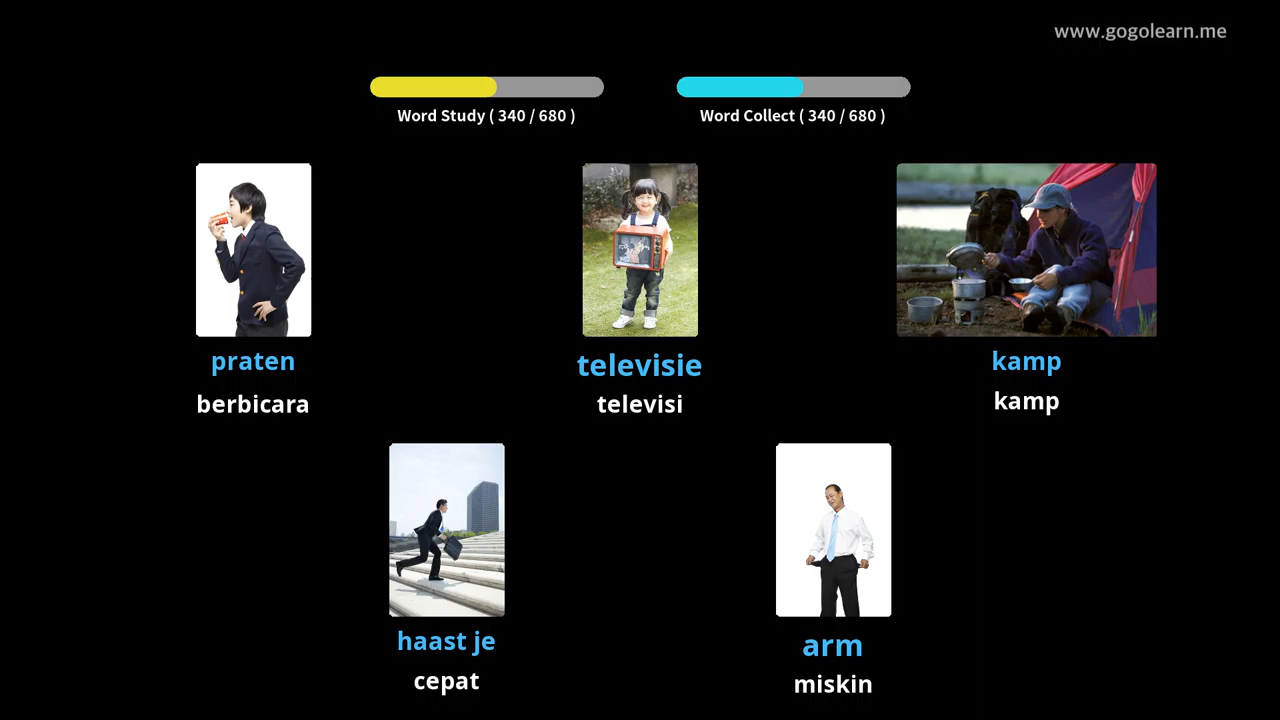 www.gogolearn.me
Word Study ( 340 / 680 )
Word Collect ( 340 / 680 )
praten
berbicara
televisie
televisi
kamp
kamp
haast je
cepat
arm
miskin